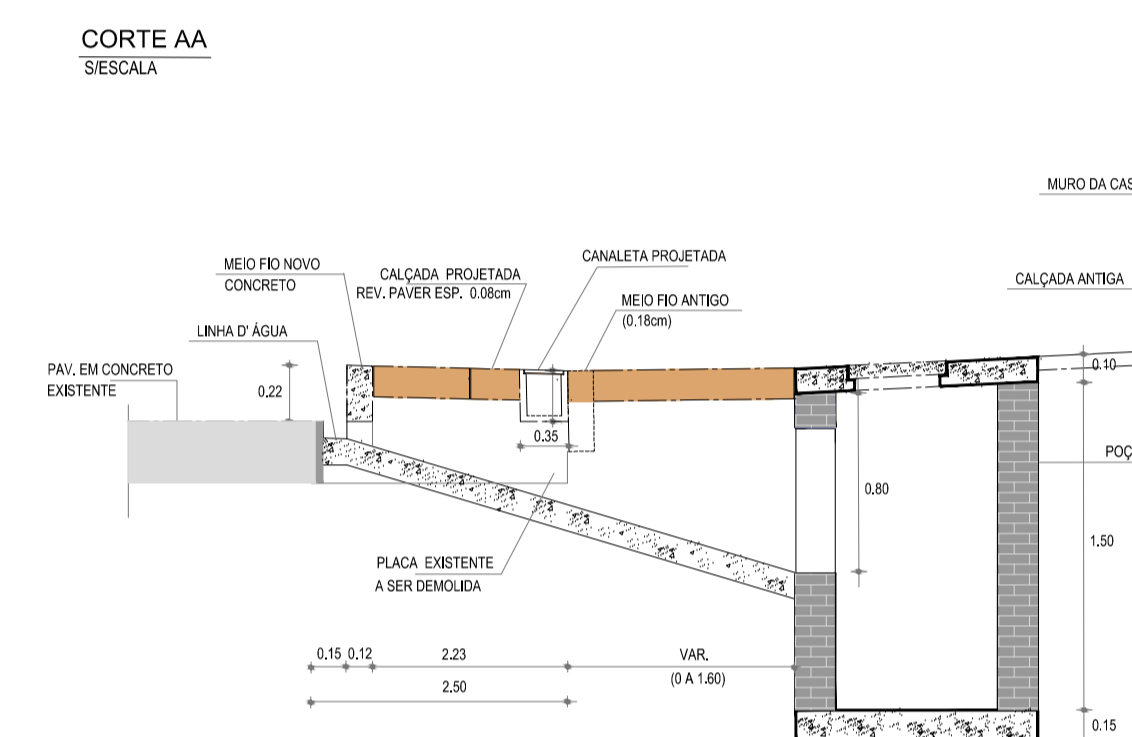 CORTE AA
S/ESCALA
MURO DA CAS
MEIO FIO NOVO
CONCRETO
CALÇADA PROJETADA
REV. PAVER ESP. 0.08cm
CANALETA PROJETADA
MEIO FIO ANTIGO
(0.18cm)
CALÇADA ANTIGA
LINHA D' ÁGUA
PAV. EM CONCRETO
EXISTENTE
0.22
0.10
0.35
POÇ
0.80
1.50
PLACA EXISTENTE
A SER DEMOLIDA
0.15 0.12 2.23 VAR.
(0 A 1.60)
2.50
0.15